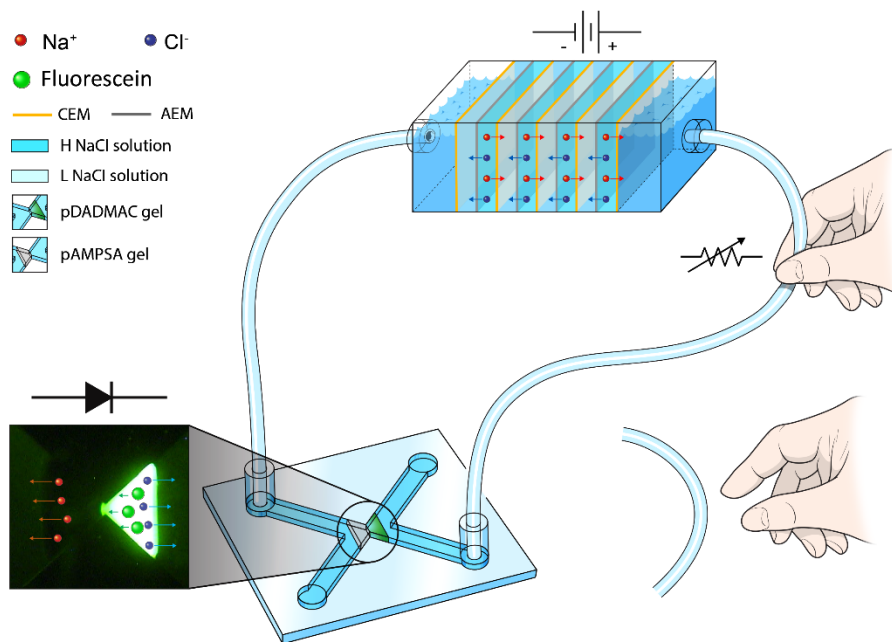 Na⁺ Cl⁻
Fluorescein
CEM AEM
H NaCl solution
L NaCl solution
pDADMAC gel
pAMPSA gel
- +